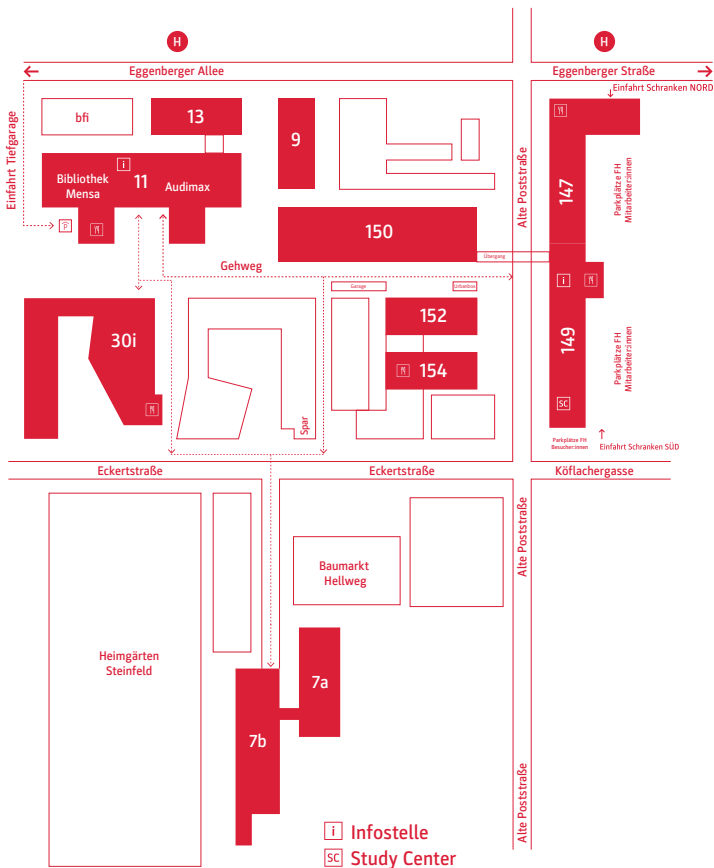 H
H
Eggenberger Allee
Eggenberger Straße
Einfahrt Schranken NORD
Einfahrt Tiefgarage
bfi
13
9
i
11
Bibliothek
Mensa
Audimax
P
Alte Poststraße
147
Parkplätze FH
Mitarbeiter:innen
150
Übergang
Gehweg
i
Garage
Urbanbox
30i
152
154
149
Parkplätze FH
Mitarbeiter:innen
SC
Spar
Parkplätze FH
Besucher:innen
Einfahrt Schranken SÜD
Eckertstraße
Eckertstraße
Köflachergasse
Alte Poststraße
Baumarkt
Hellweg
Heimgärten
Steinfeld
7a
7b
Alte Poststraße
i Infostelle
SC Study Center